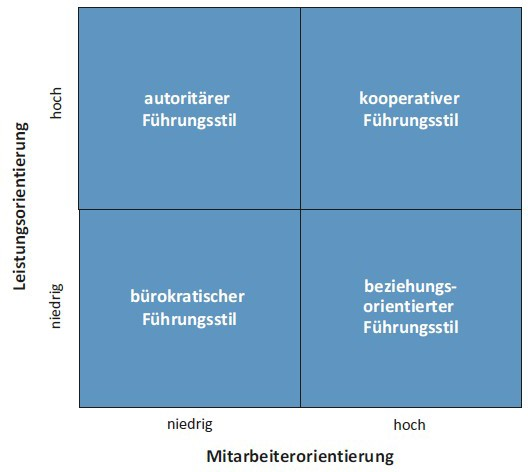 Leistungsorientierung
hoch
niedrig
autoritärer
Führungsstil
kooperativer
Führungsstil
bürokratischer
Führungsstil
beziehungs-
orientierter
Führungsstil
niedrig
hoch
Mitarbeiterorientierung